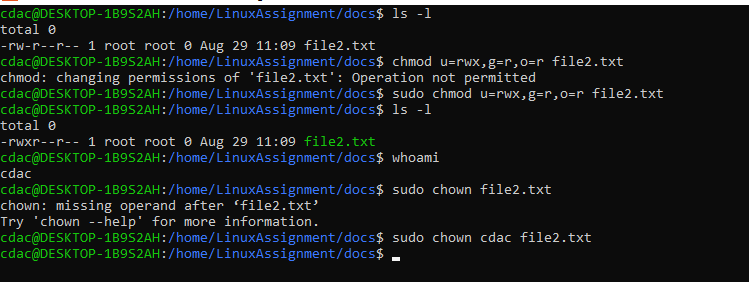 cdac@DESKTOP-1B9S2AH:/home/LinuxAssignment/docs$ ls -l
total 0
-rw-r--r-- 1 root root 0 Aug 29 11:09 file2.txt
cdac@DESKTOP-1B9S2AH:/home/LinuxAssignment/docs$ chmod u=rwx,g=r,o=r file2.txt
chmod: changing permissions of 'file2.txt': Operation not permitted
cdac@DESKTOP-1B9S2AH:/home/LinuxAssignment/docs$ sudo chmod u=rwx,g=r,o=r file2.txt
cdac@DESKTOP-1B9S2AH:/home/LinuxAssignment/docs$ ls -l
total 0
-rwxr--r-- 1 root root 0 Aug 29 11:09 file2.txt
cdac@DESKTOP-1B9S2AH:/home/LinuxAssignment/docs$ whoami
cdac
cdac@DESKTOP-1B9S2AH:/home/LinuxAssignment/docs$ sudo chown file2.txt
chown: missing operand after ‘file2.txt’
Try 'chown --help' for more information.
cdac@DESKTOP-1B9S2AH:/home/LinuxAssignment/docs$ sudo chown cdac file2.txt
cdac@DESKTOP-1B9S2AH:/home/LinuxAssignment/docs$